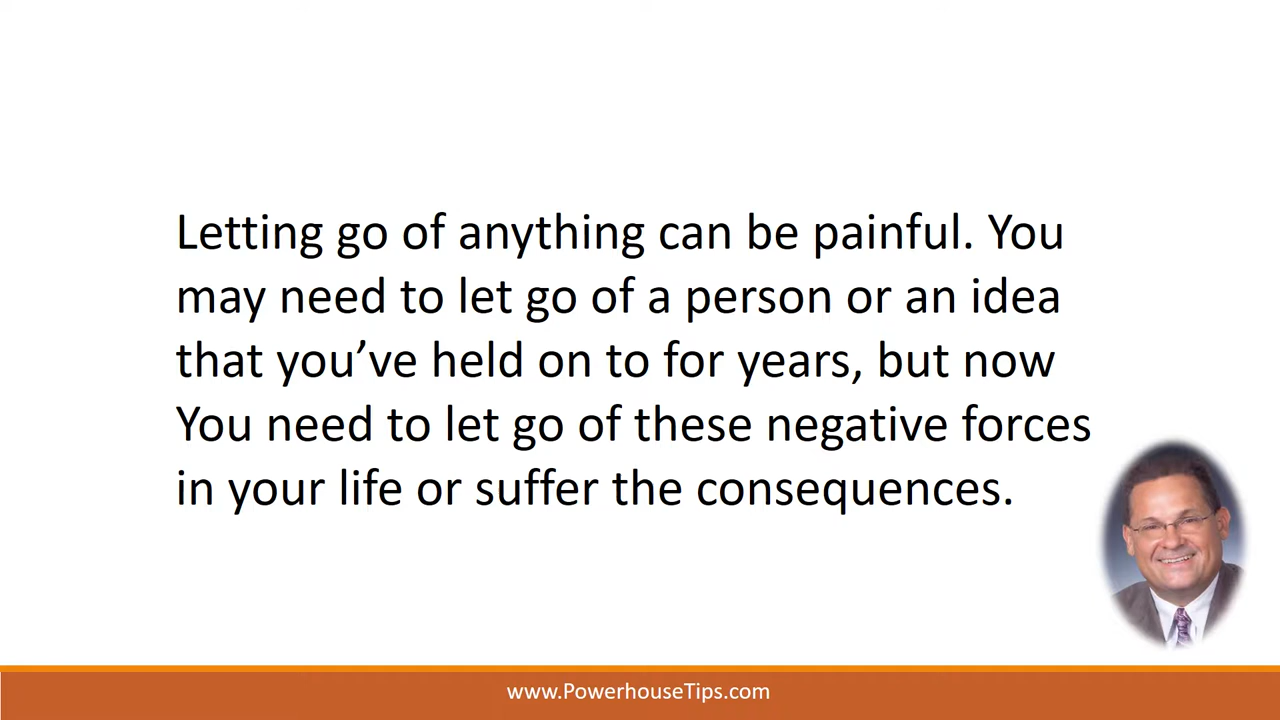 Letting go of anything can be painful. You
may need to let go of a person or an idea
that you’ve held on to for years, but now
You need to let go of these negative forces
in your life or suffer the consequences.
www.PowerhouseTips.com